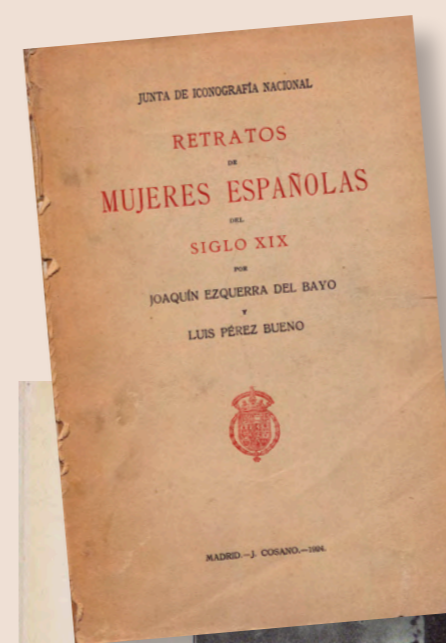 JUNTA DE ICONOGRAFÍA NACIONAL
RETRATOS
DE
MUJERES ESPAÑOLAS
DEL
SIGLO XIX
POR
JOAQUÍN EZQUERRA DEL BAYO
Y
LUIS PÉREZ BUENO
MADRID.—J. COSANO.—1924.